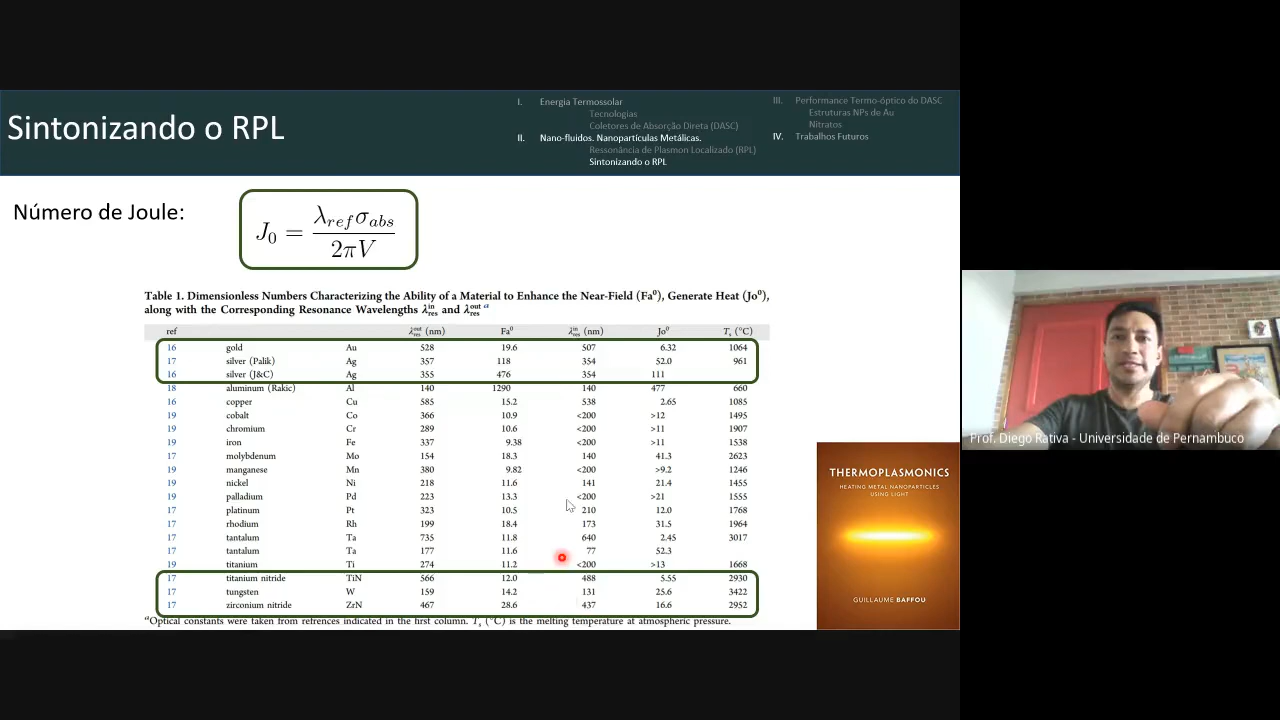 Sintonizando o RPL
I. Energia Termossolar
Tecnologias
Coletores de Absorção Direta (DASC)
II. Nano-fluidos. Nanopartículas Metálicas.
Ressonância de Plasmon Localizado (RPL)
Sintonizando o RPL
III. Performance Termo-óptico do DASC
Estruturas NPs de Au
Nitratos
IV. Trabalhos Futuros
Número de Joule:
J₀ = λ_ref σ_abs / 2πV
Table 1. Dimensionless Numbers Characterizing the Ability of a Material to Enhance the Near-Field (Fa⁰), Generate Heat (Jo⁰),
along with the Corresponding Resonance Wavelengths λ_res^in and λ_res^out a
ref λ_res^out (nm) Fa⁰ λ_res^in (nm) Jo⁰ T_s (°C)
16 gold Au 528 19.6 507 6.32 1064
17 silver (Palik) Ag 357 118 354 52.0 961
16 silver (J&C) Ag 355 476 354 111
18 aluminum (Rakic) Al 140 1290 140 477 660
16 copper Cu 585 15.2 538 2.65 1085
19 cobalt Co 366 10.9 <200 >12 1495
19 chromium Cr 289 10.6 <200 >11 1907
19 iron Fe 337 9.38 <200 >11 1538
17 molybdenum Mo 154 18.3 140 41.3 2623
19 manganese Mn 380 9.82 <200 >9.2 1246
17 nickel Ni 218 11.6 141 21.4 1455
19 palladium Pd 223 13.3 <200 >21 1555
17 platinum Pt 323 10.5 210 12.0 1768
17 rhodium Rh 199 18.4 173 31.5 1964
17 tantalum Ta 735 11.8 640 2.45 3017
17 tantalum Ta 177 11.6 77 52.3
19 titanium Ti 274 11.2 <200 >13 1668
17 titanium nitride TiN 566 12.0 488 5.55 2930
17 tungsten W 159 14.2 131 25.6 3422
17 zirconium nitride ZrN 467 28.6 437 16.6 2952
aOptical constants were taken from refrences indicated in the first column. T_s (°C) is the melting temperature at atmospheric pressure.
THERMOPLASMONICS
HEATING METAL NANOPARTICLES
USING LIGHT
GUILLAUME BAFFOU
Prof. Diego Rativa - Universidade de Pernambuco